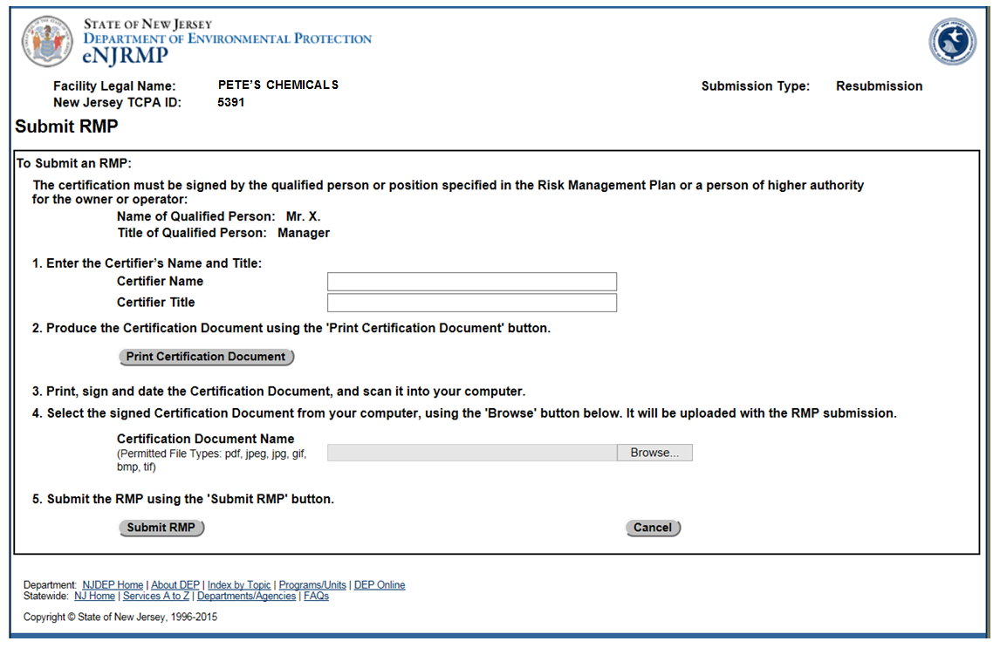 STATE OF NEW JERSEY
DEPARTMENT OF ENVIRONMENTAL PROTECTION
eNJRMP
Facility Legal Name: PETE'S CHEMICALS Submission Type: Resubmission
New Jersey TCPA ID: 5391
Submit RMP
To Submit an RMP:
The certification must be signed by the qualified person or position specified in the Risk Management Plan or a person of higher authority
for the owner or operator:
Name of Qualified Person: Mr. X.
Title of Qualified Person: Manager
1. Enter the Certifier's Name and Title:
Certifier Name
Certifier Title
2. Produce the Certification Document using the 'Print Certification Document' button.
Print Certification Document
3. Print, sign and date the Certification Document, and scan it into your computer.
4. Select the signed Certification Document from your computer, using the 'Browse' button below. It will be uploaded with the RMP submission.
Certification Document Name
(Permitted File Types: pdf, jpeg, jpg, gif,
bmp, tif)
Browse...
5. Submit the RMP using the 'Submit RMP' button.
Submit RMP Cancel
Department: NJDEP Home | About DEP | Index by Topic | Programs/Units | DEP Online
Statewide: NJ Home | Services A to Z | Departments/Agencies | FAQs
Copyright © State of New Jersey, 1996-2015